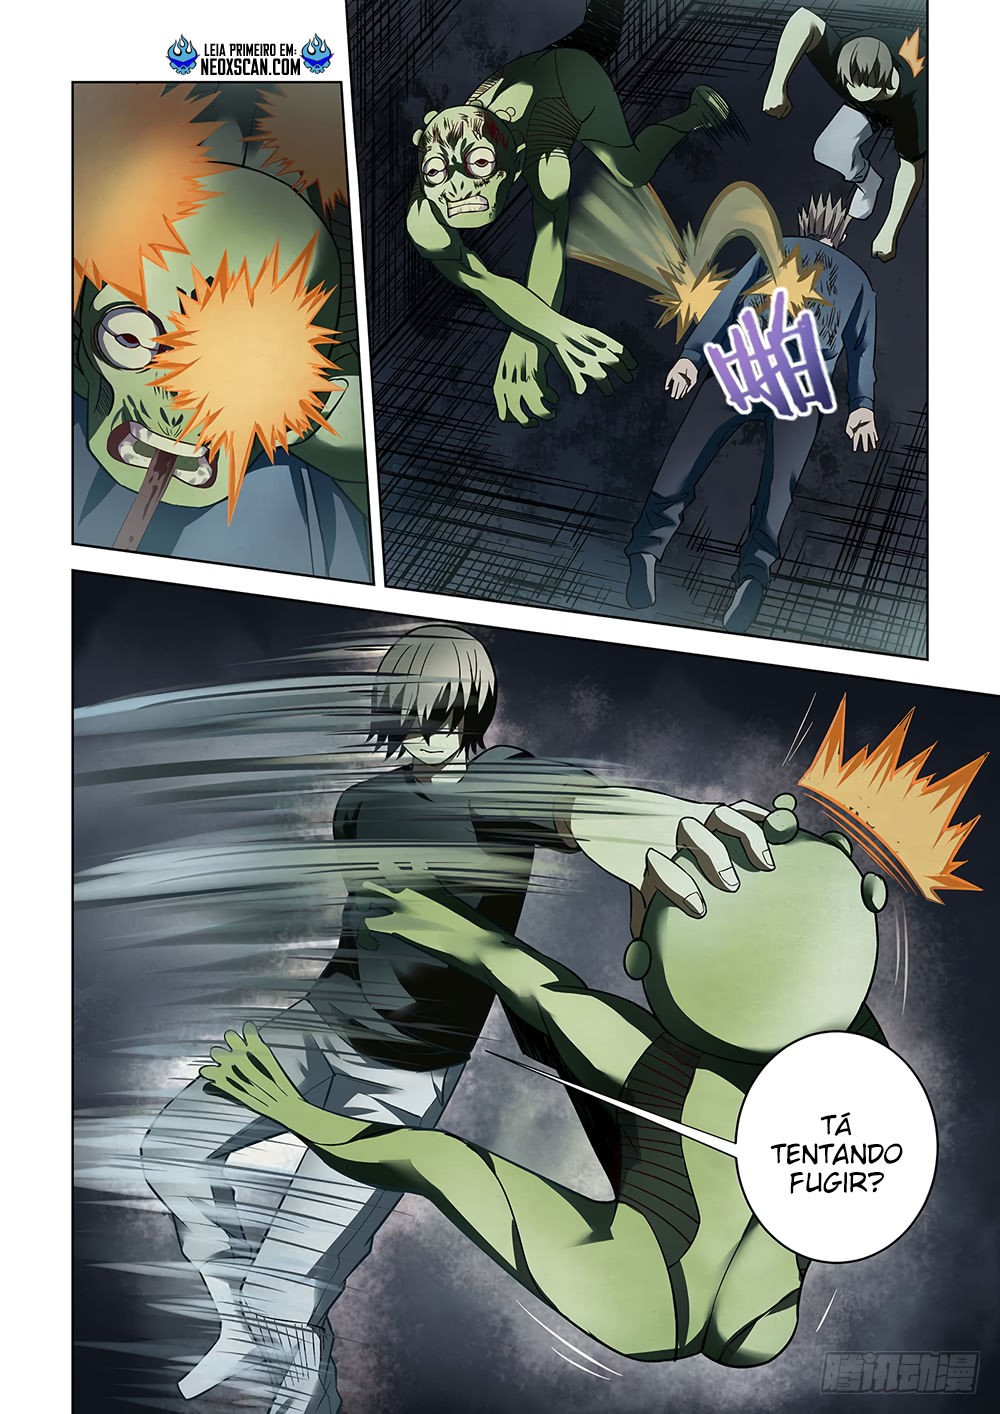 LEIA PRIMEIRO EM:
NEOXSCAN.COM
啪
TÁ
TENTANDO
FUGIR?
腾讯动漫